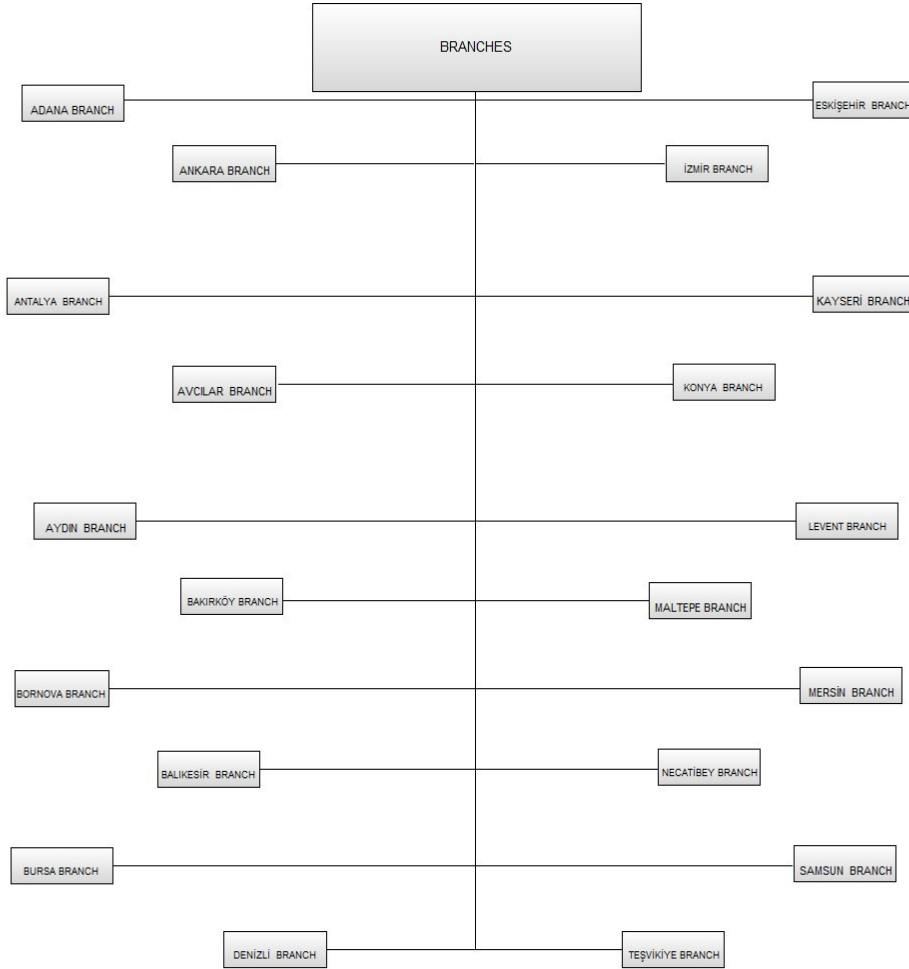 BRANCHES
ADANA BRANCH
ESKİŞEHİR BRANCH
ANKARA BRANCH
İZMİR BRANCH
ANTALYA BRANCH
KAYSERİ BRANCH
AVCILAR BRANCH
KONYA BRANCH
AYDIN BRANCH
LEVENT BRANCH
BAKIRKÖY BRANCH
MALTEPE BRANCH
BORNOVA BRANCH
MERSİN BRANCH
BALIKESİR BRANCH
NECATİBEY BRANCH
BURSA BRANCH
SAMSUN BRANCH
DENİZLİ BRANCH
TEŞVİKİYE BRANCH